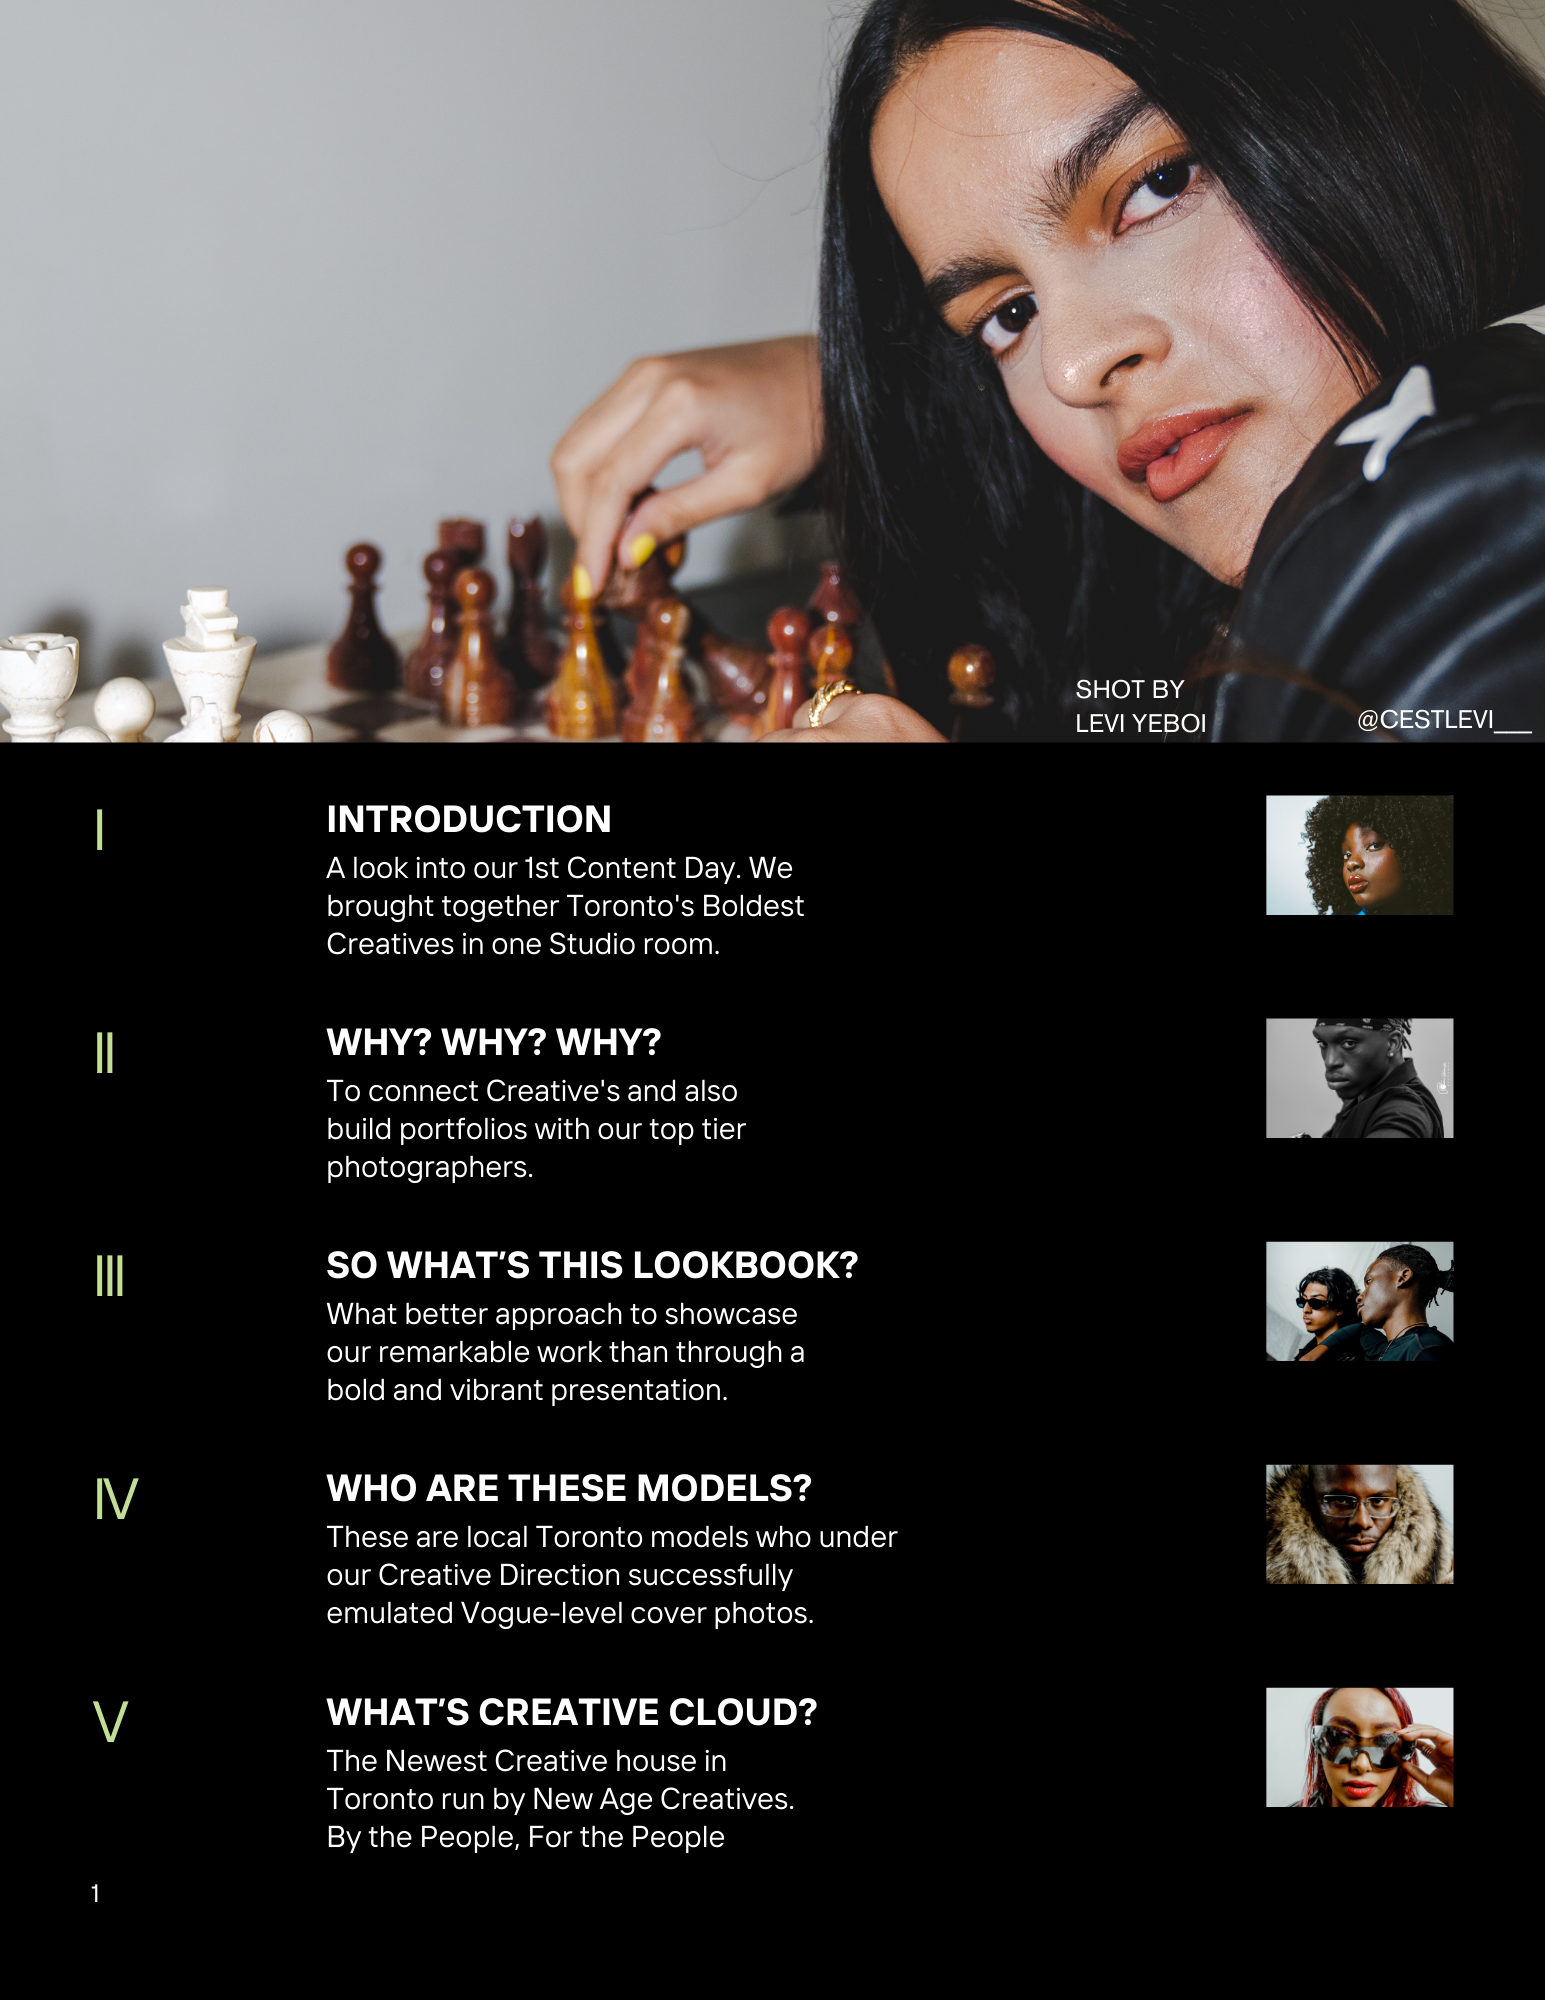 SHOT BY
LEVI YEBOI
@CESTLEVI___
I
INTRODUCTION
A look into our 1st Content Day. We
brought together Toronto's Boldest
Creatives in one Studio room.
II
WHY? WHY? WHY?
To connect Creative's and also
build portfolios with our top tier
photographers.
III
SO WHAT'S THIS LOOKBOOK?
What better approach to showcase
our remarkable work than through a
bold and vibrant presentation.
IV
WHO ARE THESE MODELS?
These are local Toronto models who under
our Creative Direction successfully
emulated Vogue-level cover photos.
V
WHAT'S CREATIVE CLOUD?
The Newest Creative house in
Toronto run by New Age Creatives.
By the People, For the People
1